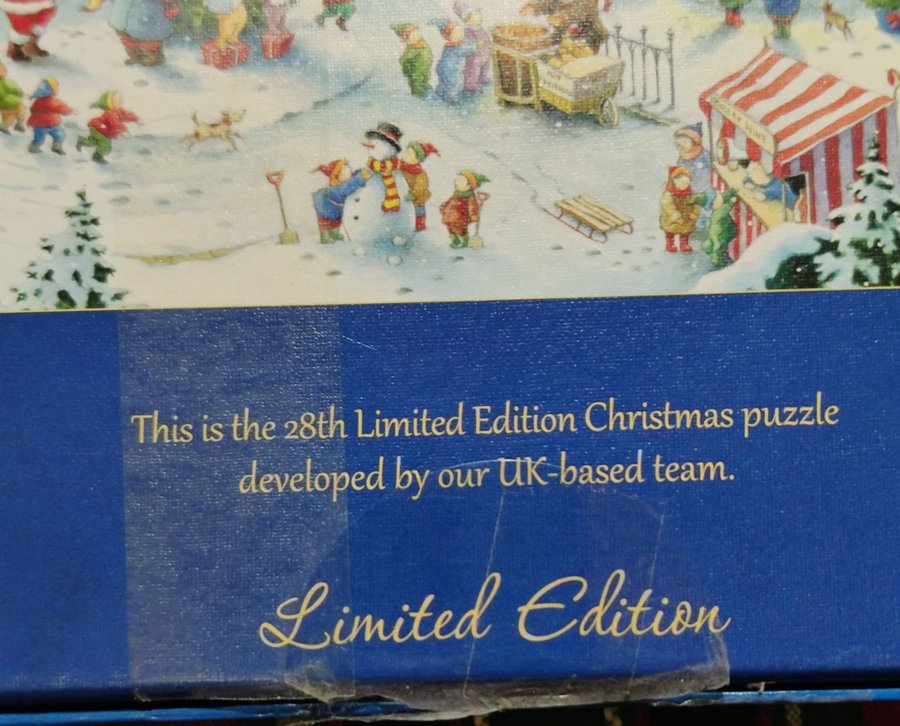 This is the 28th Limited Edition Christmas puzzle
developed by our UK-based team.
Limited Edition